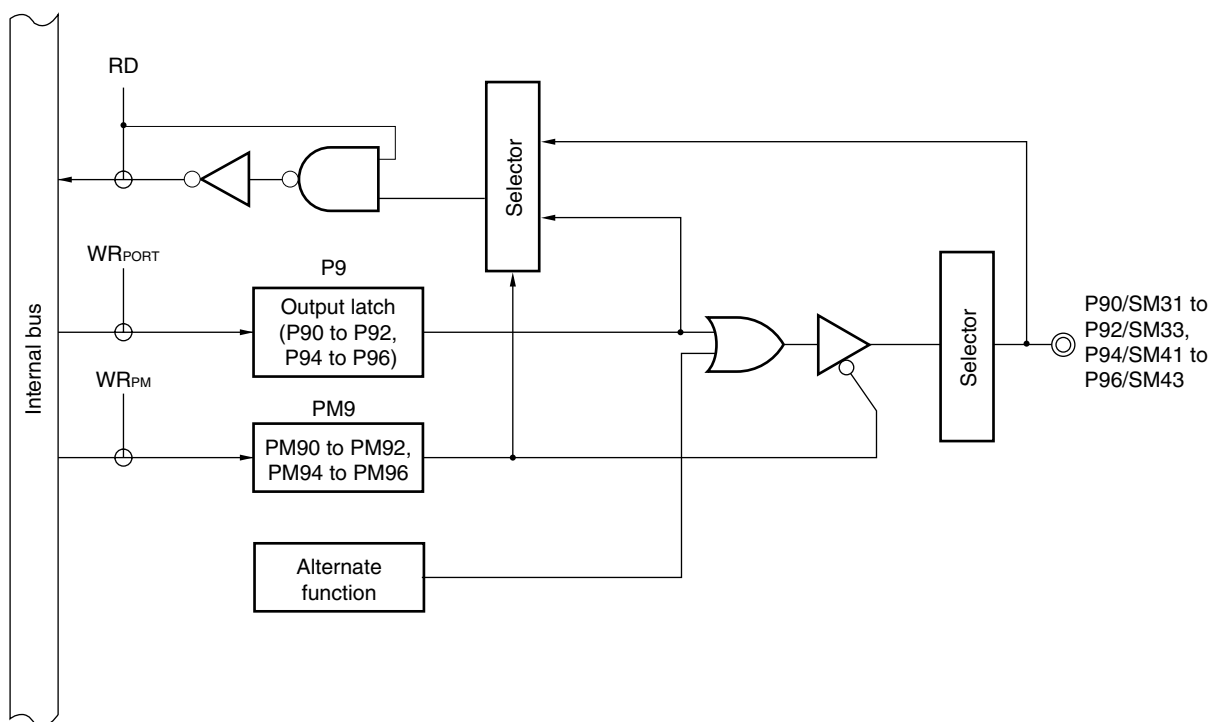 RD
Selector
WRPORT
P9
Output latch
(P90 to P92,
P94 to P96)
Internal bus
WRPM
PM9
PM90 to PM92,
PM94 to PM96
Alternate
function
Selector
P90/SM31 to
P92/SM33,
P94/SM41 to
P96/SM43